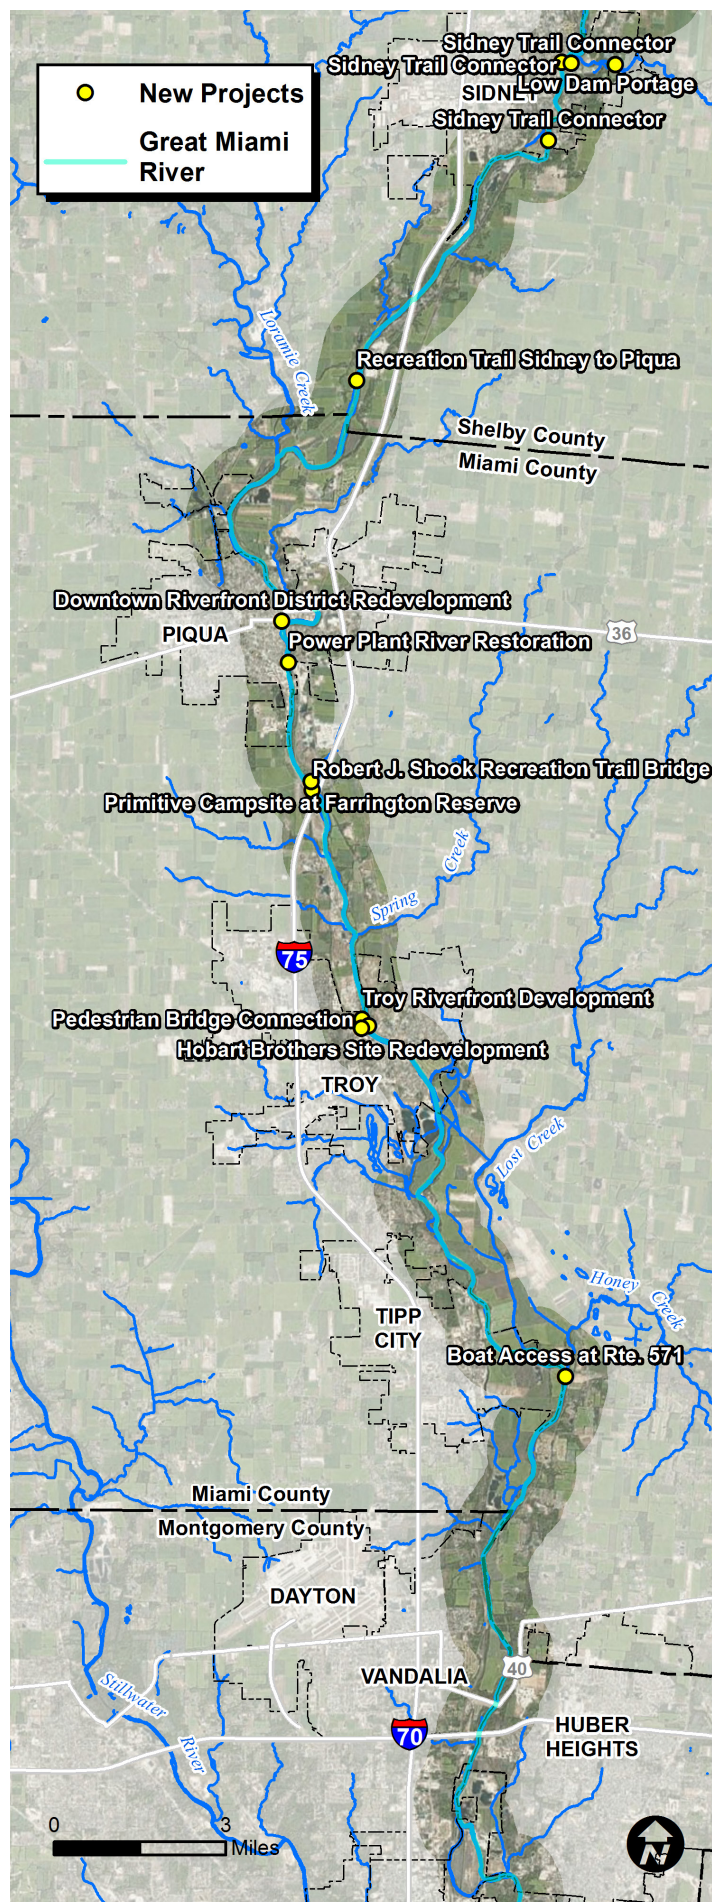 Sidney Trail Connector
Sidney Trail Connector
Low Dam Portage
SIDNEY
Sidney Trail Connector
New Projects
Great Miami
River
Loramie Creek
Recreation Trail Sidney to Piqua
Shelby County
Miami County
Downtown Riverfront District Redevelopment
PIQUA
36
Power Plant River Restoration
Robert J. Shook Recreation Trail Bridge
Primitive Campsite at Farrington Reserve
Spring Creek
75
Troy Riverfront Development
Pedestrian Bridge Connection
Hobart Brothers Site Redevelopment
TROY
Lost Creek
Honey Creek
TIPP
CITY
Boat Access at Rte. 571
Miami County
Montgomery County
DAYTON
VANDALIA
40
Stillwater River
70
HUBER
HEIGHTS
0 3
Miles
N